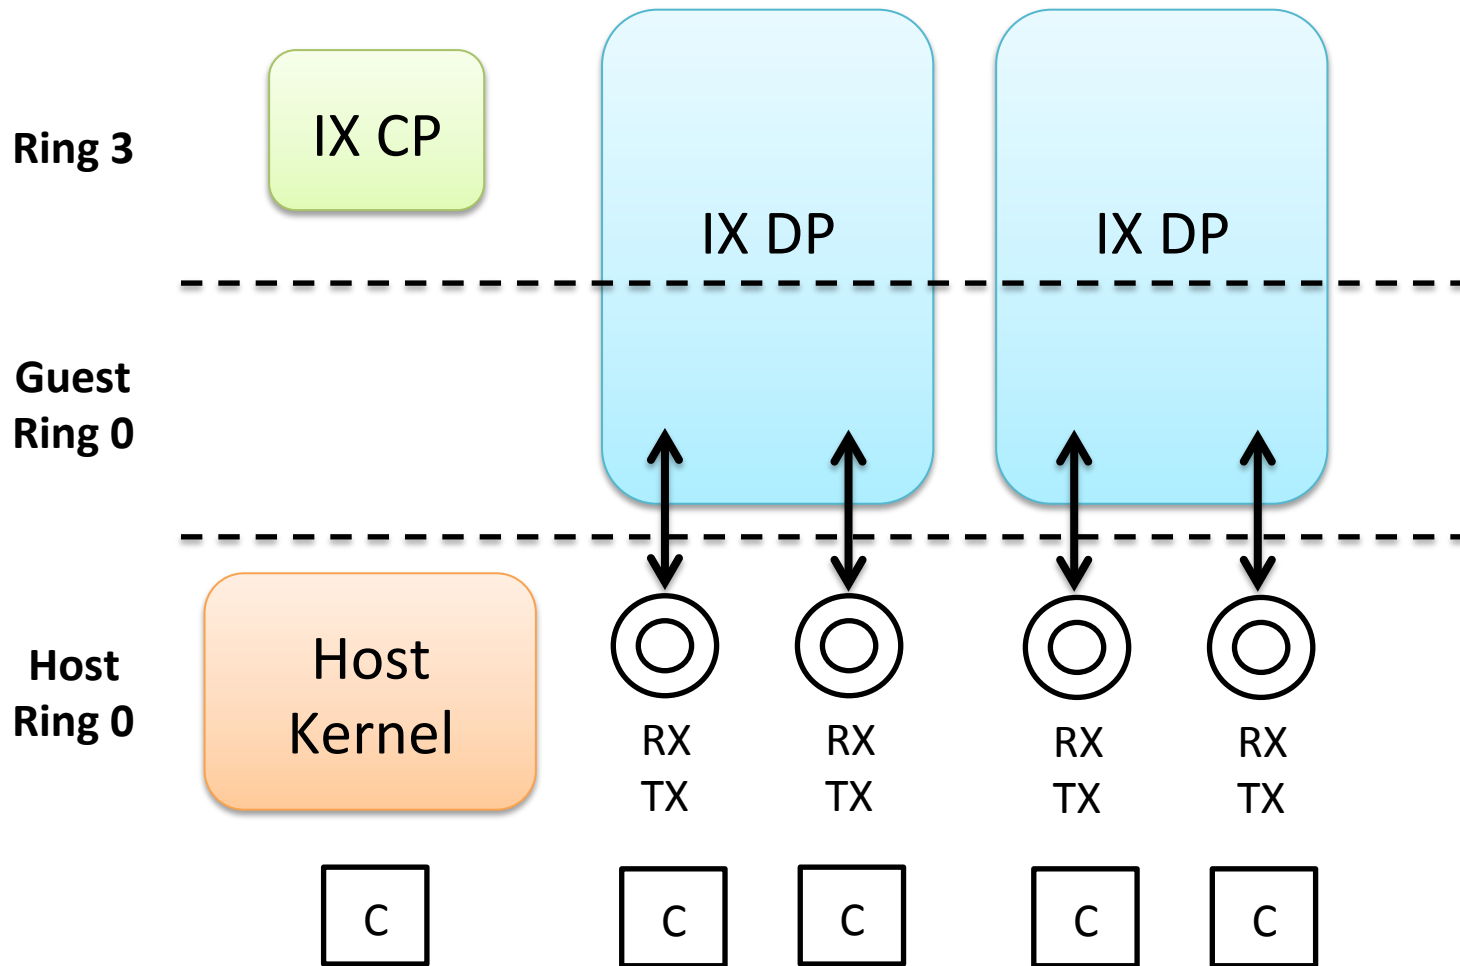 Ring 3
IX CP
IX DP
IX DP
Guest
Ring 0
Host
Ring 0
Host
Kernel
RX
TX
RX
TX
RX
TX
RX
TX
C
C
C
C
C